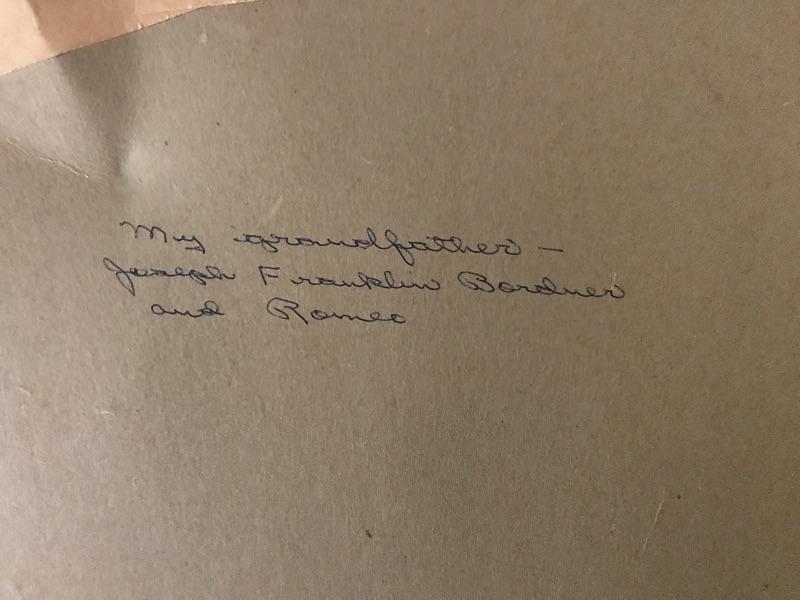 My grandfather –
Joseph Franklin Bordner
and Romeo